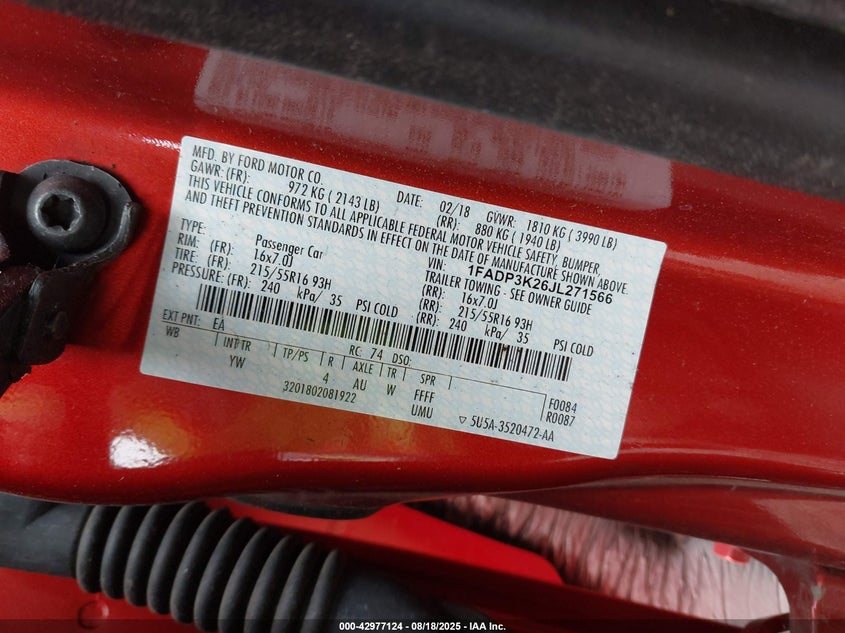 MFD. BY FORD MOTOR CO.
DATE: 02/18 GVWR: 1810 KG ( 3990 LB)
GAWR: (FR): 972 KG ( 2143 LB) (RR): 880 KG ( 1940 LB)
THIS VEHICLE CONFORMS TO ALL APPLICABLE FEDERAL MOTOR VEHICLE SAFETY, BUMPER,
AND THEFT PREVENTION STANDARDS IN EFFECT ON THE DATE OF MANUFACTURE SHOWN ABOVE.
VIN: 1FADP3K26JL271566
TYPE: Passenger Car TRAILER TOWING - SEE OWNER GUIDE
RIM: (FR): 16x7.0J (RR): 16x7.0J
TIRE: (FR): 215/55R16 93H (RR): 215/55R16 93H
(FR): 240 kPa/ 35 PSI COLD (RR): 240 kPa/ 35 PSI COLD
EXT PNT: EA RC: 74 DSO:
WB INT TR TP/PS R AXLE TR SPR
YW 4 AU W FFFF F0084
UMU R0087
3201802081922 ▽ 5U5A-3520472-AA
000-42977124 - 08/18/2025 - IAA Inc.